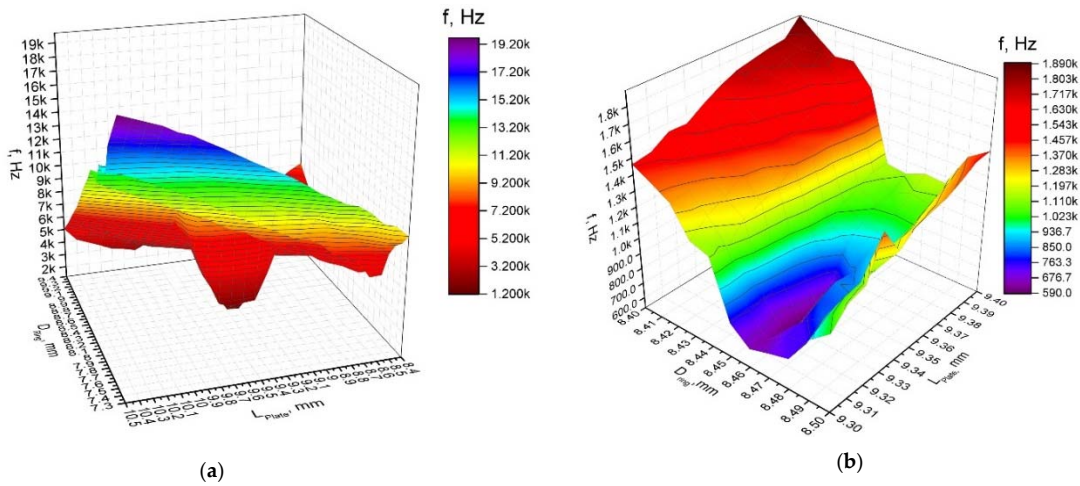 f, Hz
19.20k
17.20k
15.20k
13.20k
11.20k
9.200k
7.200k
5.200k
3.200k
1.200k
19k
18k
17k
16k
15k
14k
13k
12k
11k
10k
9k
8k
7k
6k
5k
4k
3k
2k
f, Hz
mm
L_Plate, mm
(a)
f, Hz
1.890k
1.803k
1.717k
1.630k
1.543k
1.457k
1.370k
1.283k
1.197k
1.110k
1.023k
936.7
850.0
763.3
676.7
590.0
1.8k
1.7k
1.6k
1.5k
1.4k
1.3k
1.2k
1.1k
1.0k
900.0
800.0
700.0
600.0
f, Hz
8.40
8.41
8.42
8.43
8.44
8.45
8.46
8.47
8.48
8.49
8.50
D_ring, mm
9.40
9.39
9.38
9.37
9.36
9.35
9.34
9.33
9.32
9.31
9.30
L_Plate, mm
(b)